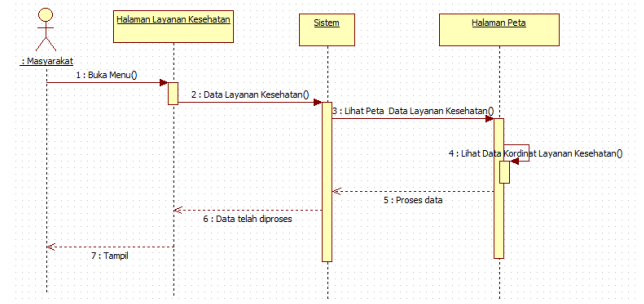 Halaman Layanan Kesehatan
Sistem
Halaman Peta
: Masyarakat
1 : Buka Menu()
2 : Data Layanan Kesehatan()
3 : Lihat Peta Data Layanan Kesehatan()
4 : Lihat Data Kordinat Layanan Kesehatan()
5 : Proses data
6 : Data telah diproses
7 : Tampil